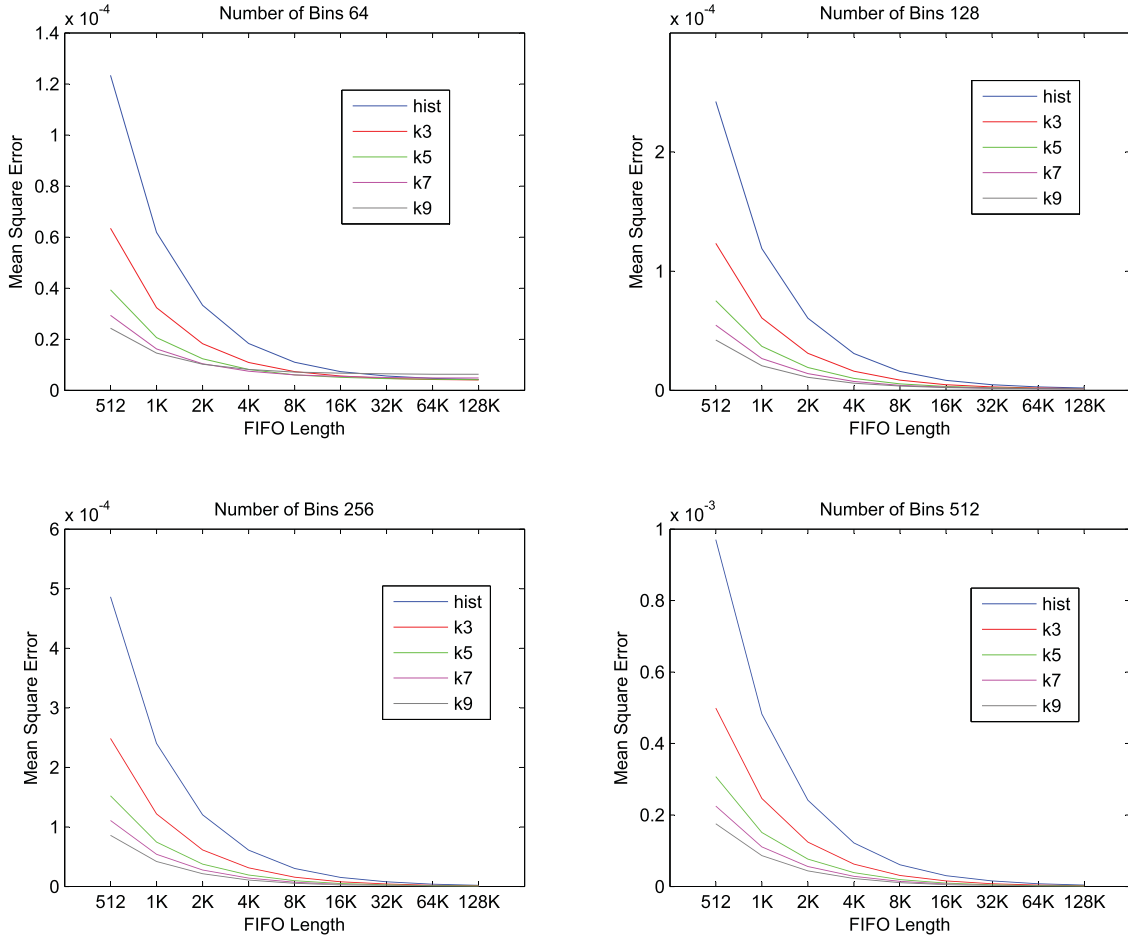 Number of Bins 64
x 10-4
1.4
1.2
1
0.8
0.6
0.4
0.2
0
Mean Square Error
512 1K 2K 4K 8K 16K 32K 64K 128K
FIFO Length
hist
k3
k5
k7
k9
Number of Bins 128
x 10-4
2
1
0
Mean Square Error
512 1K 2K 4K 8K 16K 32K 64K 128K
FIFO Length
hist
k3
k5
k7
k9
Number of Bins 256
x 10-4
6
5
4
3
2
1
0
Mean Square Error
512 1K 2K 4K 8K 16K 32K 64K 128K
FIFO Length
hist
k3
k5
k7
k9
Number of Bins 512
x 10-3
1
0.8
0.6
0.4
0.2
0
Mean Square Error
512 1K 2K 4K 8K 16K 32K 64K 128K
FIFO Length
hist
k3
k5
k7
k9